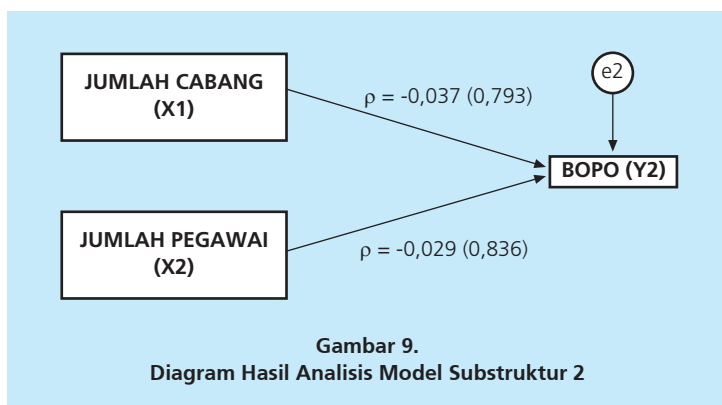 JUMLAH CABANG
(X1)
ρ = -0,037 (0,793)
e2
BOPO (Y2)
JUMLAH PEGAWAI
(X2)
ρ = -0,029 (0,836)
Gambar 9.
Diagram Hasil Analisis Model Substruktur 2